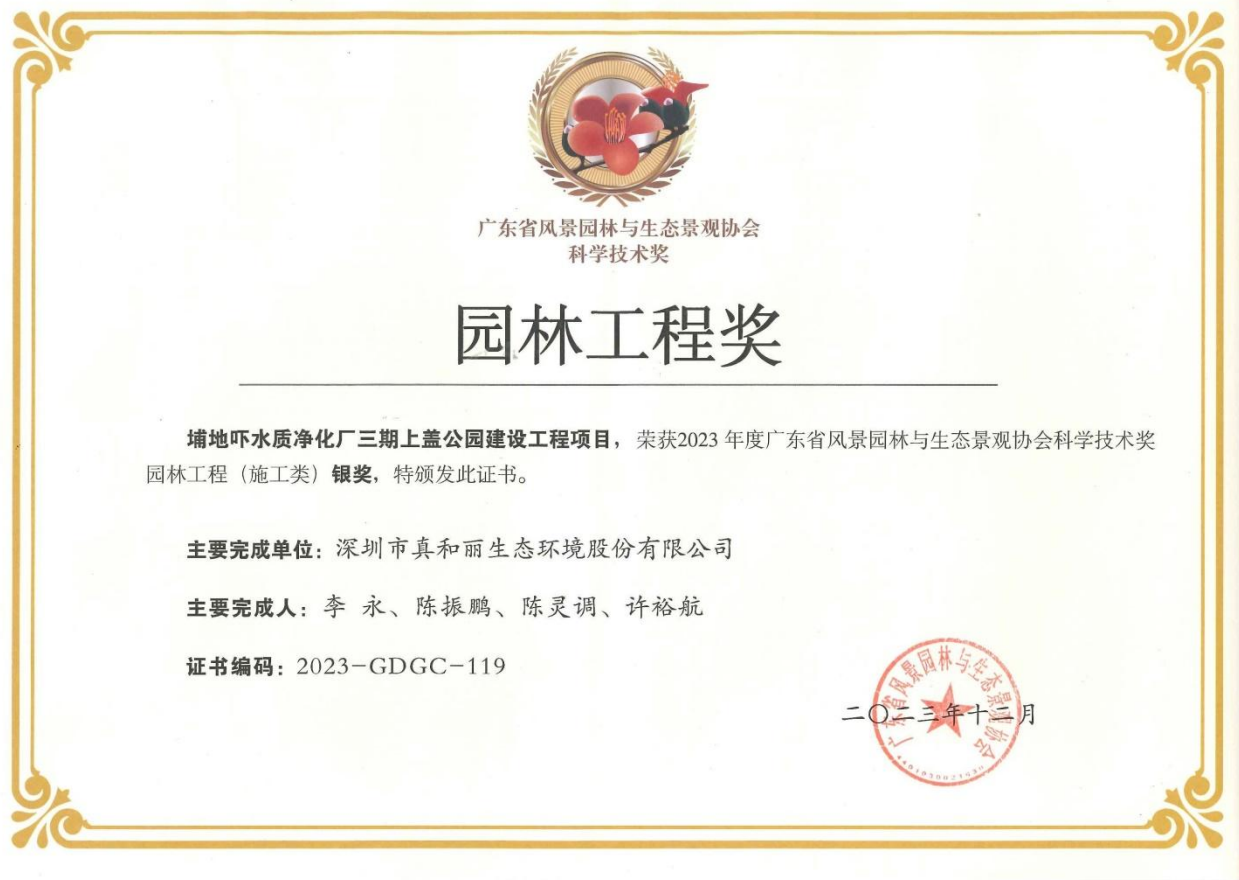 广东省风景园林与生态景观协会
科学技术奖
园林工程奖
埔地吓水质净化厂三期上盖公园建设工程项目，荣获2023 年度广东省风景园林与生态景观协会科学技术奖
园林工程（施工类）银奖，特颁发此证书。
主要完成单位：深圳市真和丽生态环境股份有限公司
主要完成人：李 永、陈振鹏、陈灵调、许裕航
证书编码：2023-GDGC-119
广东省风景园林与生态景观协会
二〇二三年十二月